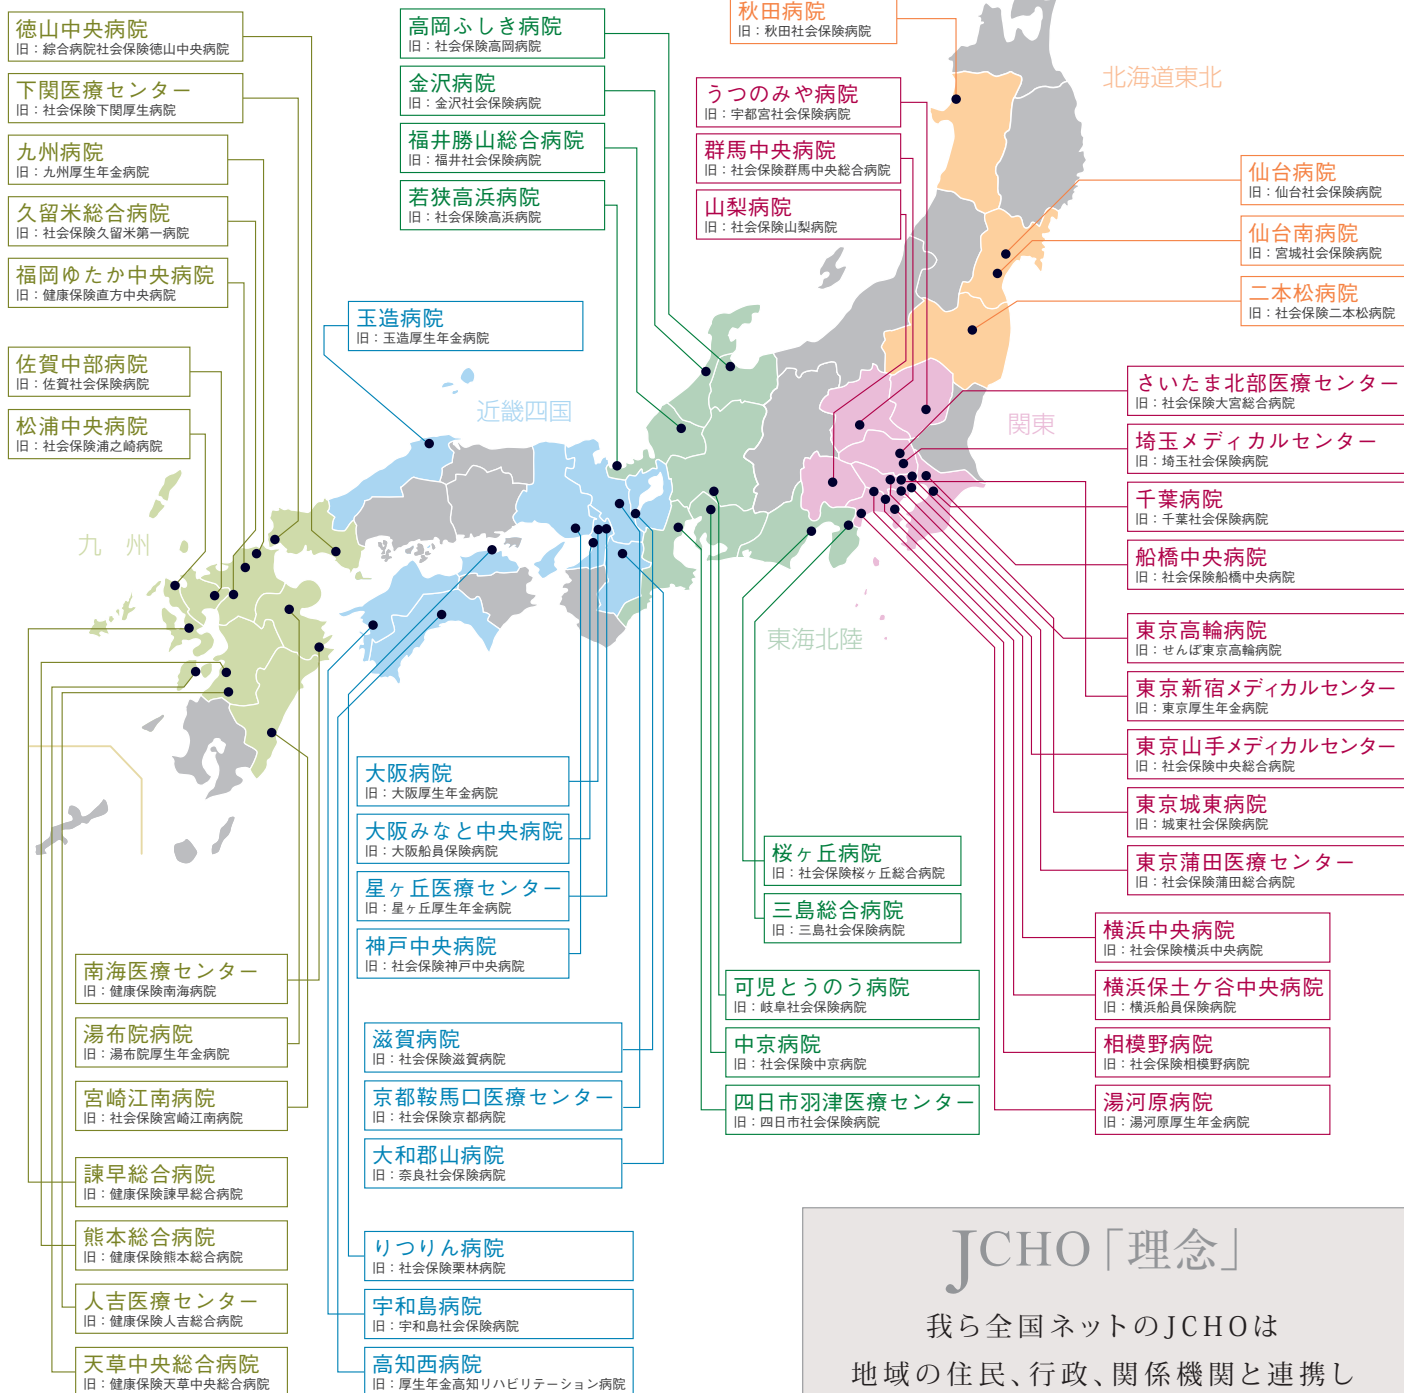 徳山中央病院
旧：綜合病院社会保険徳山中央病院
下関医療センター
旧：社会保険下関厚生病院
九州病院
旧：九州厚生年金病院
久留米総合病院
旧：社会保険久留米第一病院
福岡ゆたか中央病院
旧：健康保険直方中央病院
佐賀中部病院
旧：佐賀社会保険病院
松浦中央病院
旧：社会保険浦之崎病院
九 州
高岡ふしき病院
旧：社会保険高岡病院
金沢病院
旧：金沢社会保険病院
福井勝山総合病院
旧：福井社会保険病院
若狭高浜病院
旧：社会保険高浜病院
玉造病院
旧：玉造厚生年金病院
近畿四国
秋田病院
旧：秋田社会保険病院
うつのみや病院
旧：宇都宮社会保険病院
群馬中央病院
旧：社会保険群馬中央総合病院
山梨病院
旧：社会保険山梨病院
北海道東北
仙台病院
旧：仙台社会保険病院
仙台南病院
旧：宮城社会保険病院
二本松病院
旧：社会保険二本松病院
関東
さいたま北部医療センター
旧：社会保険大宮総合病院
埼玉メディカルセンター
旧：埼玉社会保険病院
千葉病院
旧：千葉社会保険病院
船橋中央病院
旧：社会保険船橋中央病院
東京高輪病院
旧：せんぽ東京高輪病院
東京新宿メディカルセンター
旧：東京厚生年金病院
東京山手メディカルセンター
旧：社会保険中央総合病院
東京城東病院
旧：城東社会保険病院
東京蒲田医療センター
旧：社会保険蒲田総合病院
横浜中央病院
旧：社会保険横浜中央病院
横浜保土ケ谷中央病院
旧：横浜船員保険病院
相模野病院
旧：社会保険相模野病院
湯河原病院
旧：湯河原厚生年金病院
東海北陸
桜ヶ丘病院
旧：社会保険桜ヶ丘総合病院
三島総合病院
旧：三島社会保険病院
可児とうのう病院
旧：岐阜社会保険病院
中京病院
旧：社会保険中京病院
四日市羽津医療センター
旧：四日市社会保険病院
大阪病院
旧：大阪厚生年金病院
大阪みなと中央病院
旧：大阪船員保険病院
星ヶ丘医療センター
旧：星ヶ丘厚生年金病院
神戸中央病院
旧：社会保険神戸中央病院
滋賀病院
旧：社会保険滋賀病院
京都鞍馬口医療センター
旧：社会保険京都病院
大和郡山病院
旧：奈良社会保険病院
りつりん病院
旧：社会保険栗林病院
宇和島病院
旧：宇和島社会保険病院
高知西病院
旧：厚生年金高知リハビリテーション病院
南海医療センター
旧：健康保険南海病院
湯布院病院
旧：湯布院厚生年金病院
宮崎江南病院
旧：社会保険宮崎江南病院
諫早総合病院
旧：健康保険諫早総合病院
熊本総合病院
旧：健康保険熊本総合病院
人吉医療センター
旧：健康保険人吉総合病院
天草中央総合病院
旧：健康保険天草中央総合病院
JCHO「理念」
我ら全国ネットのJCHOは
地域の住民、行政、関係機関と連携し